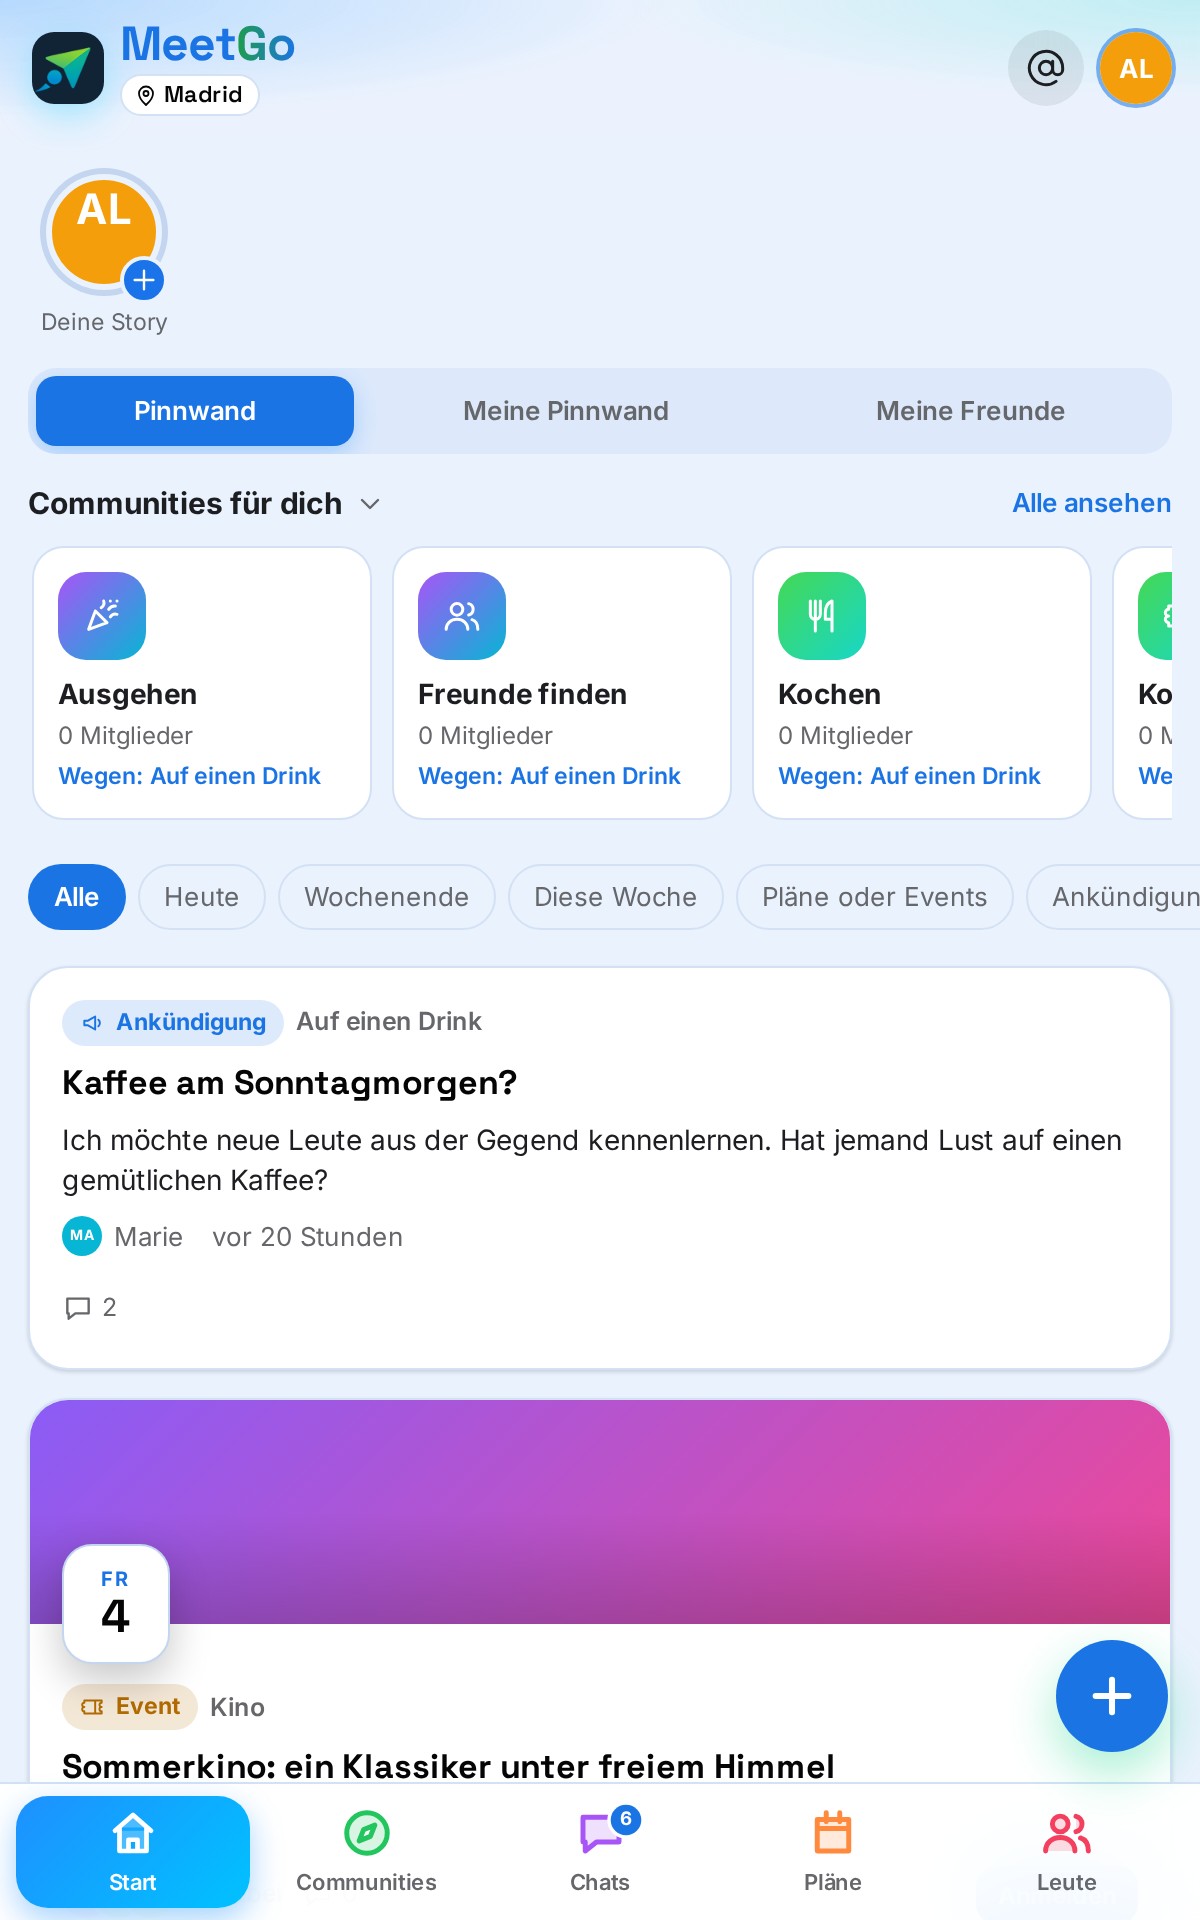 MeetGo
Madrid
@
AL
AL
Deine Story
Pinnwand
Meine Pinnwand
Meine Freunde
Communities für dich
Alle ansehen
Ausgehen
0 Mitglieder
Wegen: Auf einen Drink
Freunde finden
0 Mitglieder
Wegen: Auf einen Drink
Kochen
0 Mitglieder
Wegen: Auf einen Drink
Ko
0 M
We
Alle
Heute
Wochenende
Diese Woche
Pläne oder Events
Ankündigun
Ankündigung
Auf einen Drink
Kaffee am Sonntagmorgen?
Ich möchte neue Leute aus der Gegend kennenlernen. Hat jemand Lust auf einen
gemütlichen Kaffee?
MA
Marie
vor 20 Stunden
2
FR
4
Event
Kino
Sommerkino: ein Klassiker unter freiem Himmel
Start
Communities
6
Chats
Pläne
Leute